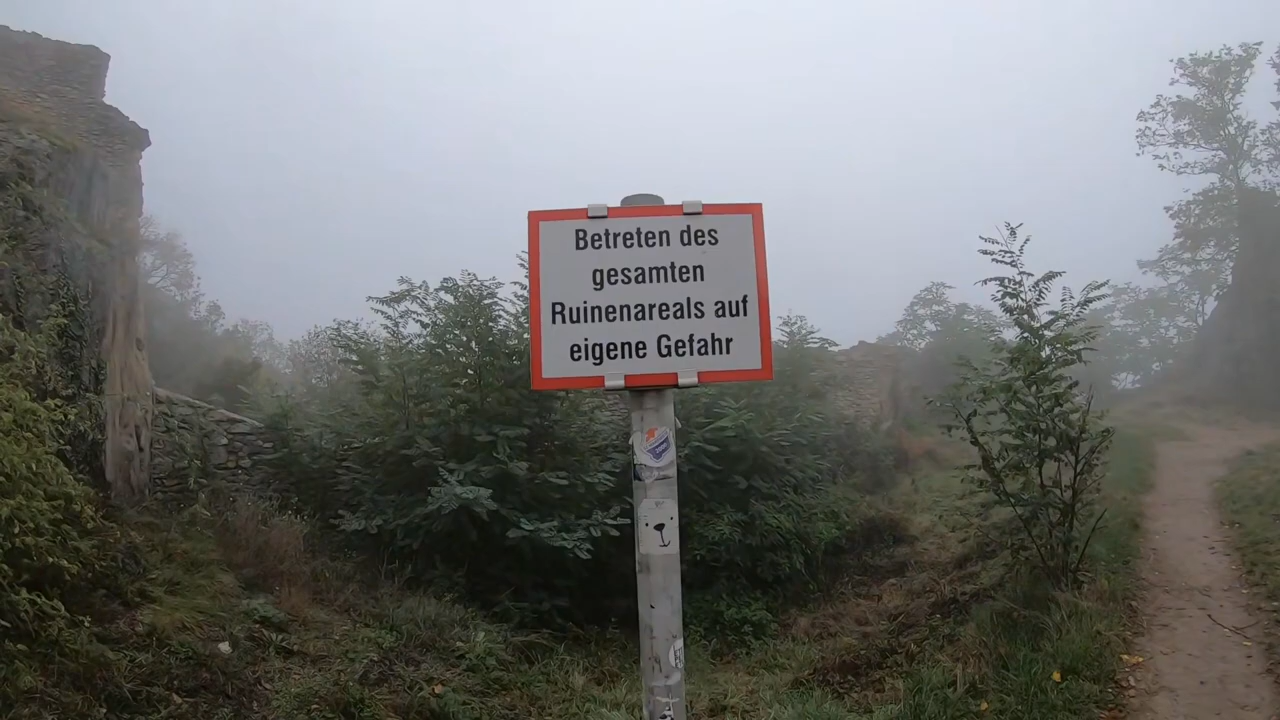 Betreten des
gesamten
Ruinenareals auf
eigene Gefahr